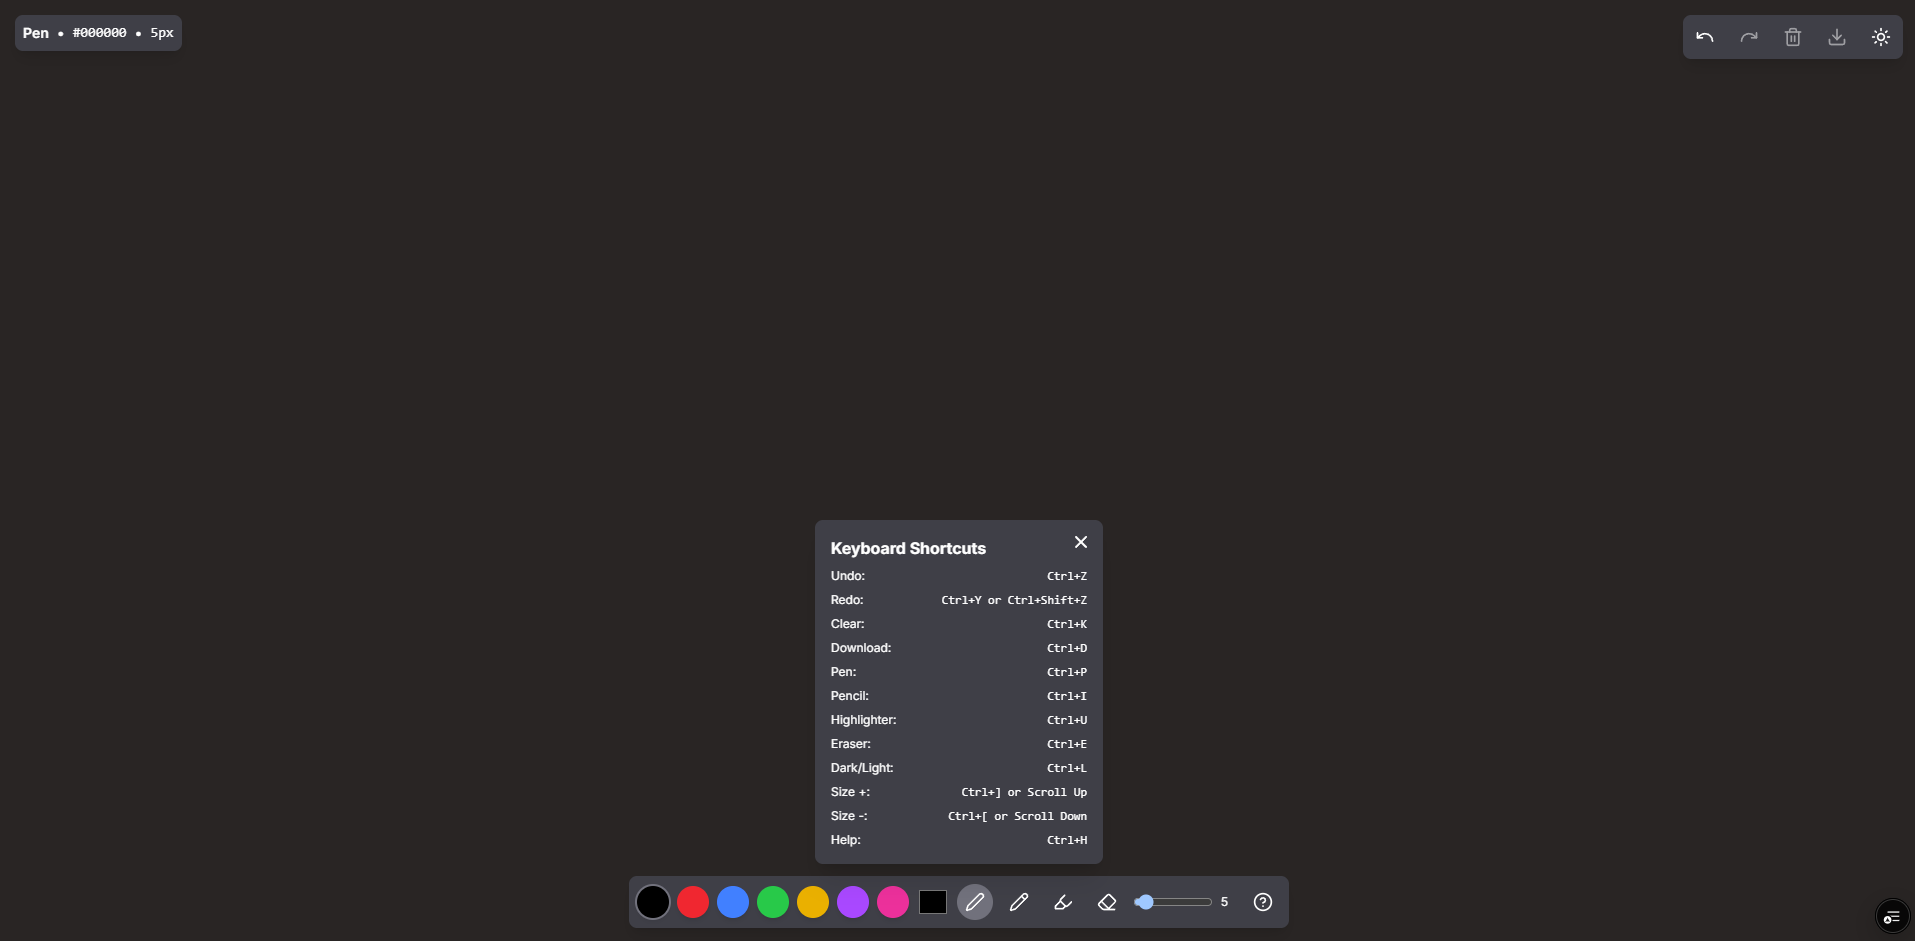 Pen • #000000 • 5px
Keyboard Shortcuts
Undo: Ctrl+Z
Redo: Ctrl+Y or Ctrl+Shift+Z
Clear: Ctrl+K
Download: Ctrl+D
Pen: Ctrl+P
Pencil: Ctrl+I
Highlighter: Ctrl+U
Eraser: Ctrl+E
Dark/Light: Ctrl+L
Size +: Ctrl+] or Scroll Up
Size -: Ctrl+[ or Scroll Down
Help: Ctrl+H
5